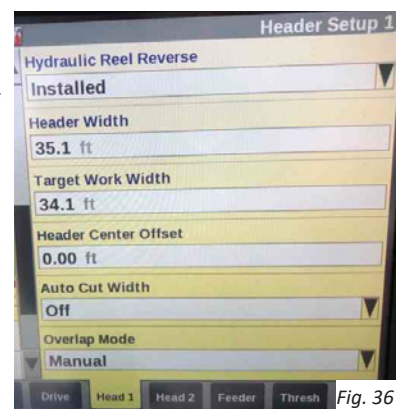 Header Setup 1
Hydraulic Reel Reverse
Installed
Header Width
35.1 ft
Target Work Width
34.1 ft
Header Center Offset
0.00 ft
Auto Cut Width
Off
Overlap Mode
Manual
Drive Head 1 Head 2 Feeder Thresh
Fig. 36